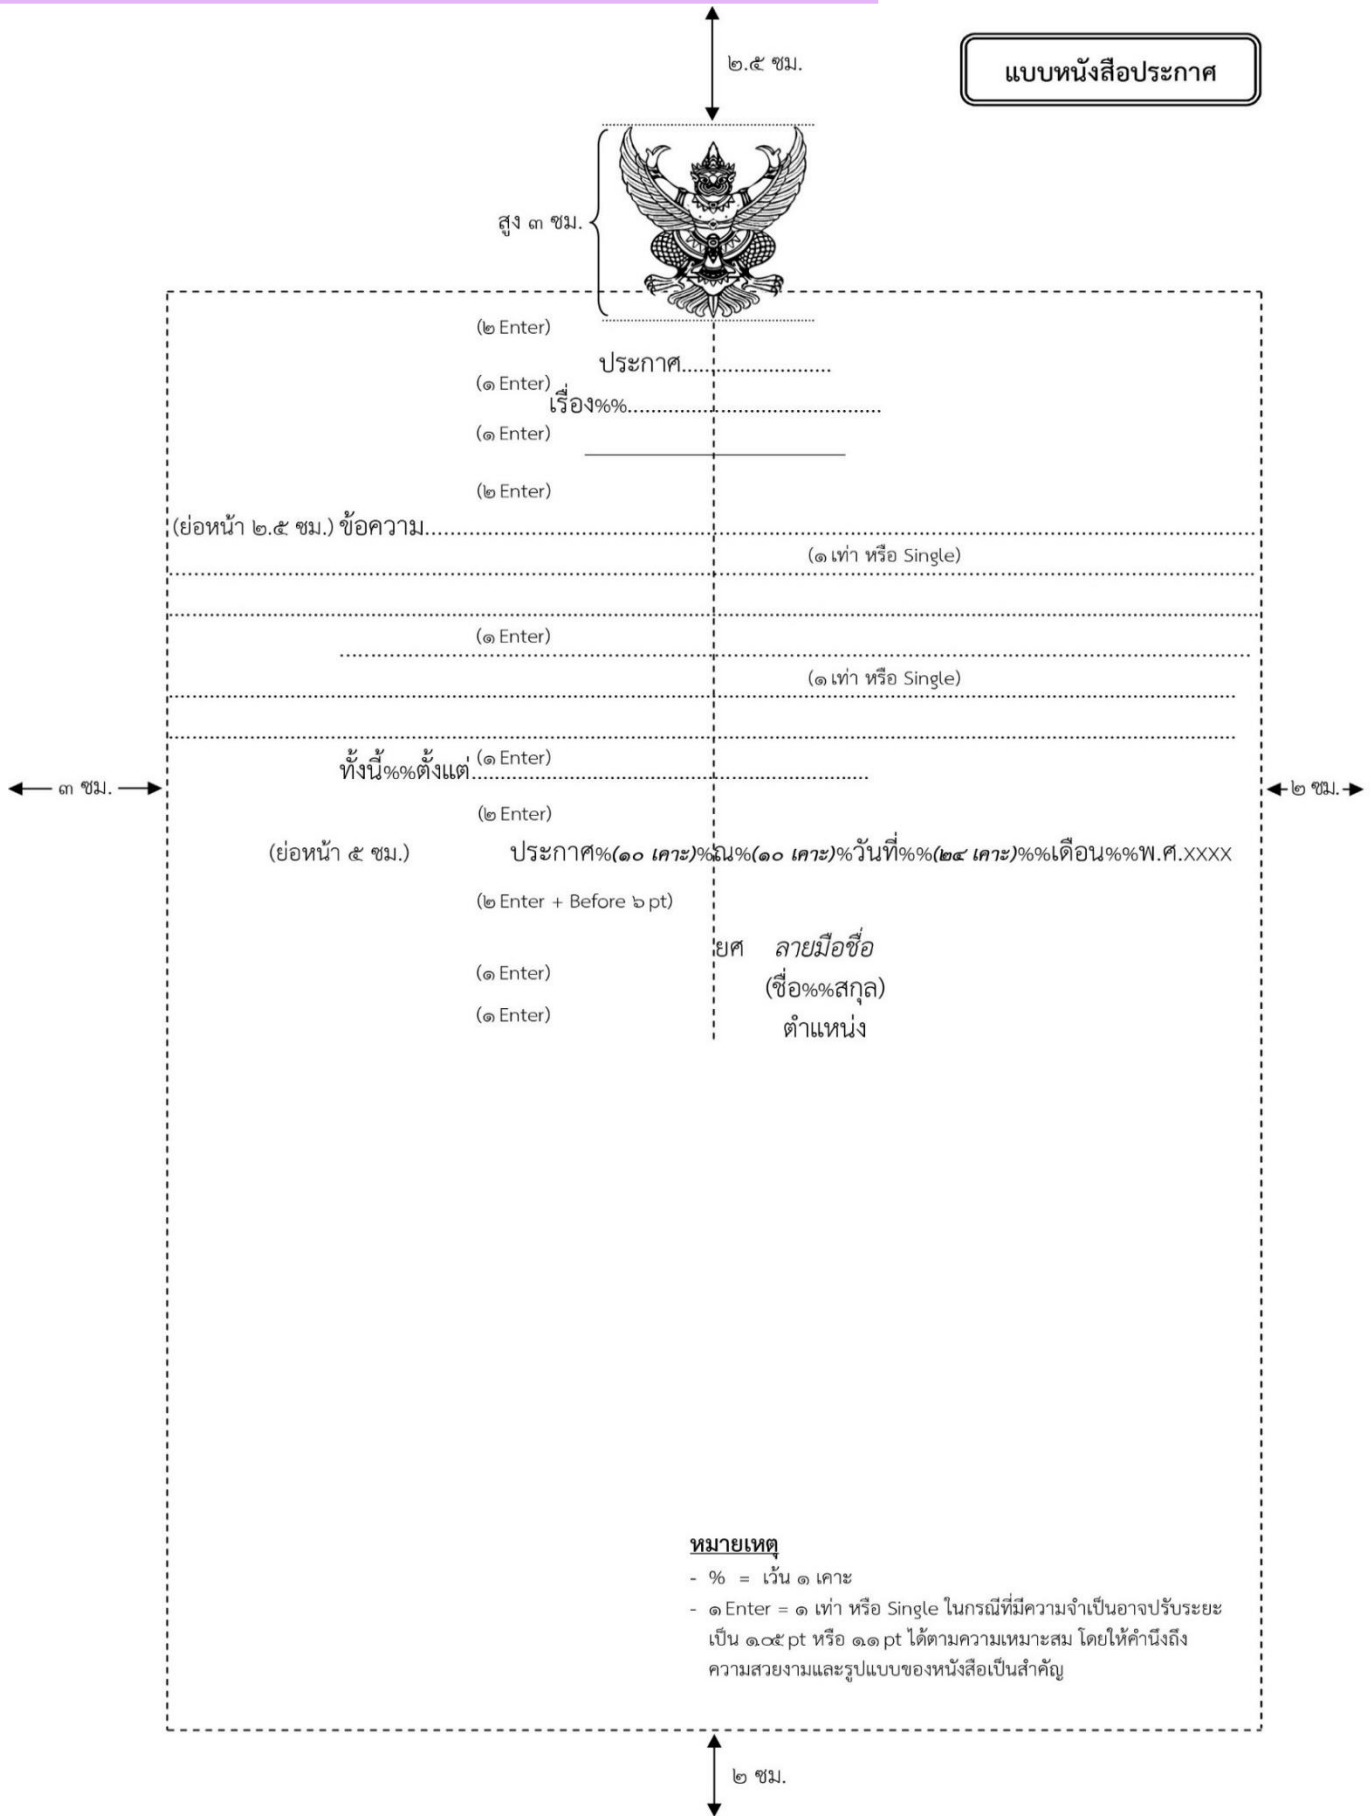 ๒.๕ ซม.
แบบหนังสือประกาศ
สูง ๓ ซม.
(๒ Enter)
ประกาศ........................
(๑ Enter)
เรื่อง%%..........................................
(๑ Enter)
(๒ Enter)
(ย่อหน้า ๒.๕ ซม.) ข้อความ........................................................................................................................
(๑ เท่า หรือ Single)
(๑ Enter)
(๑ เท่า หรือ Single)
(๑ Enter)
ทั้งนี้%%ตั้งแต่..................................................................
๓ ซม.
๒ ซม.
(๒ Enter)
(ย่อหน้า ๕ ซม.) ประกาศ%(๑๐ เคาะ)%ณ%(๑๐ เคาะ)%วันที่%%(๒๔ เคาะ)%%เดือน%%พ.ศ.XXXX
(๒ Enter + Before ๖ pt)
ยศ ลายมือชื่อ
(๑ Enter)
(ชื่อ%%สกุล)
(๑ Enter)
ตำแหน่ง
หมายเหตุ
- % = เว้น ๑ เคาะ
- ๑ Enter = ๑ เท่า หรือ Single ในกรณีที่มีความจำเป็นอาจปรับระยะ
เป็น ๑.๐๕ pt หรือ ๑.๑ pt ได้ตามความเหมาะสม โดยให้คำนึงถึง
ความสวยงามและรูปแบบของหนังสือเป็นสำคัญ
๒ ซม.